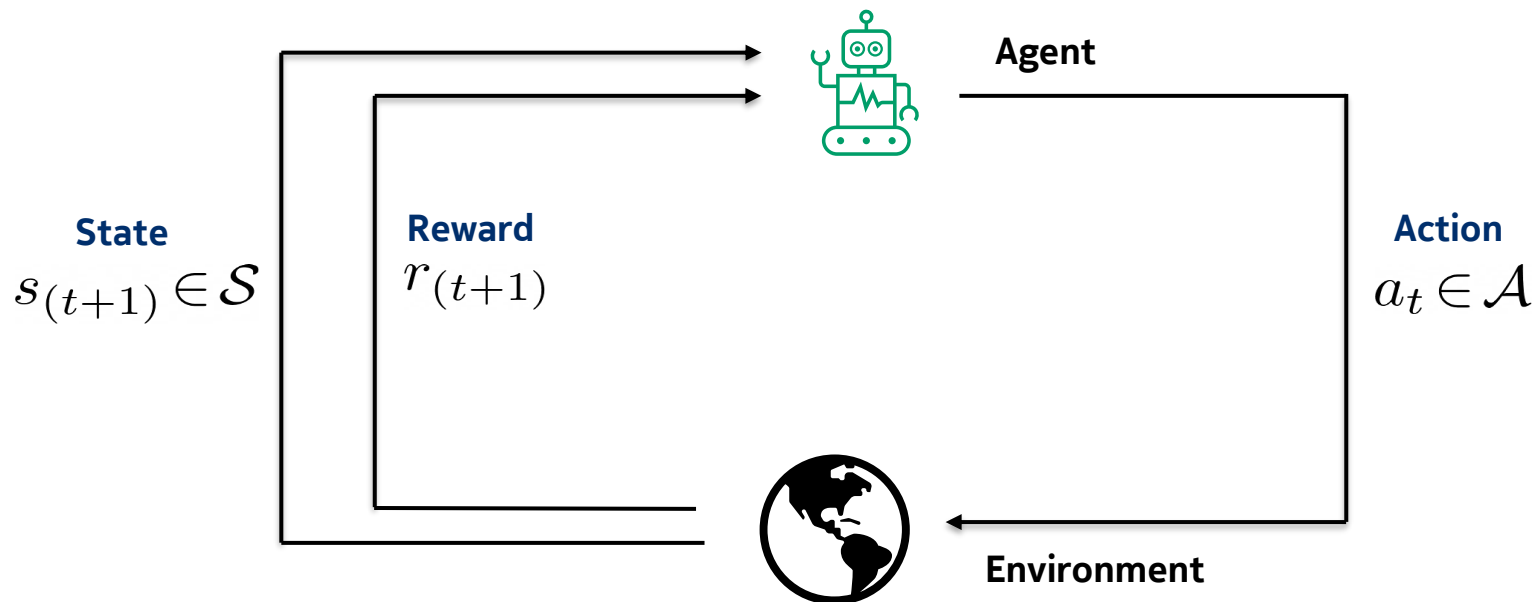 Agent
State
s_{(t+1)} ∈ 𝒮
Reward
r_{(t+1)}
Action
a_t ∈ 𝒜
Environment